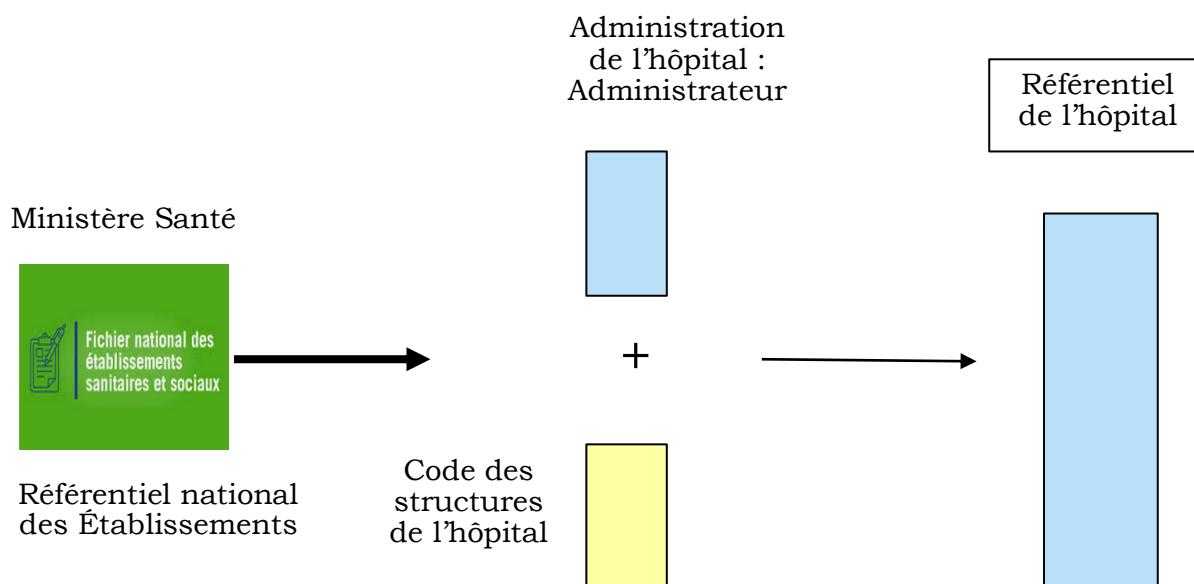 Administration
de l’hôpital :
Administrateur
Référentiel
de l’hôpital
Ministère Santé
Fichier national des
établissements
sanitaires et sociaux
+
Code des
structures
de l’hôpital
Référentiel national
des Établissements